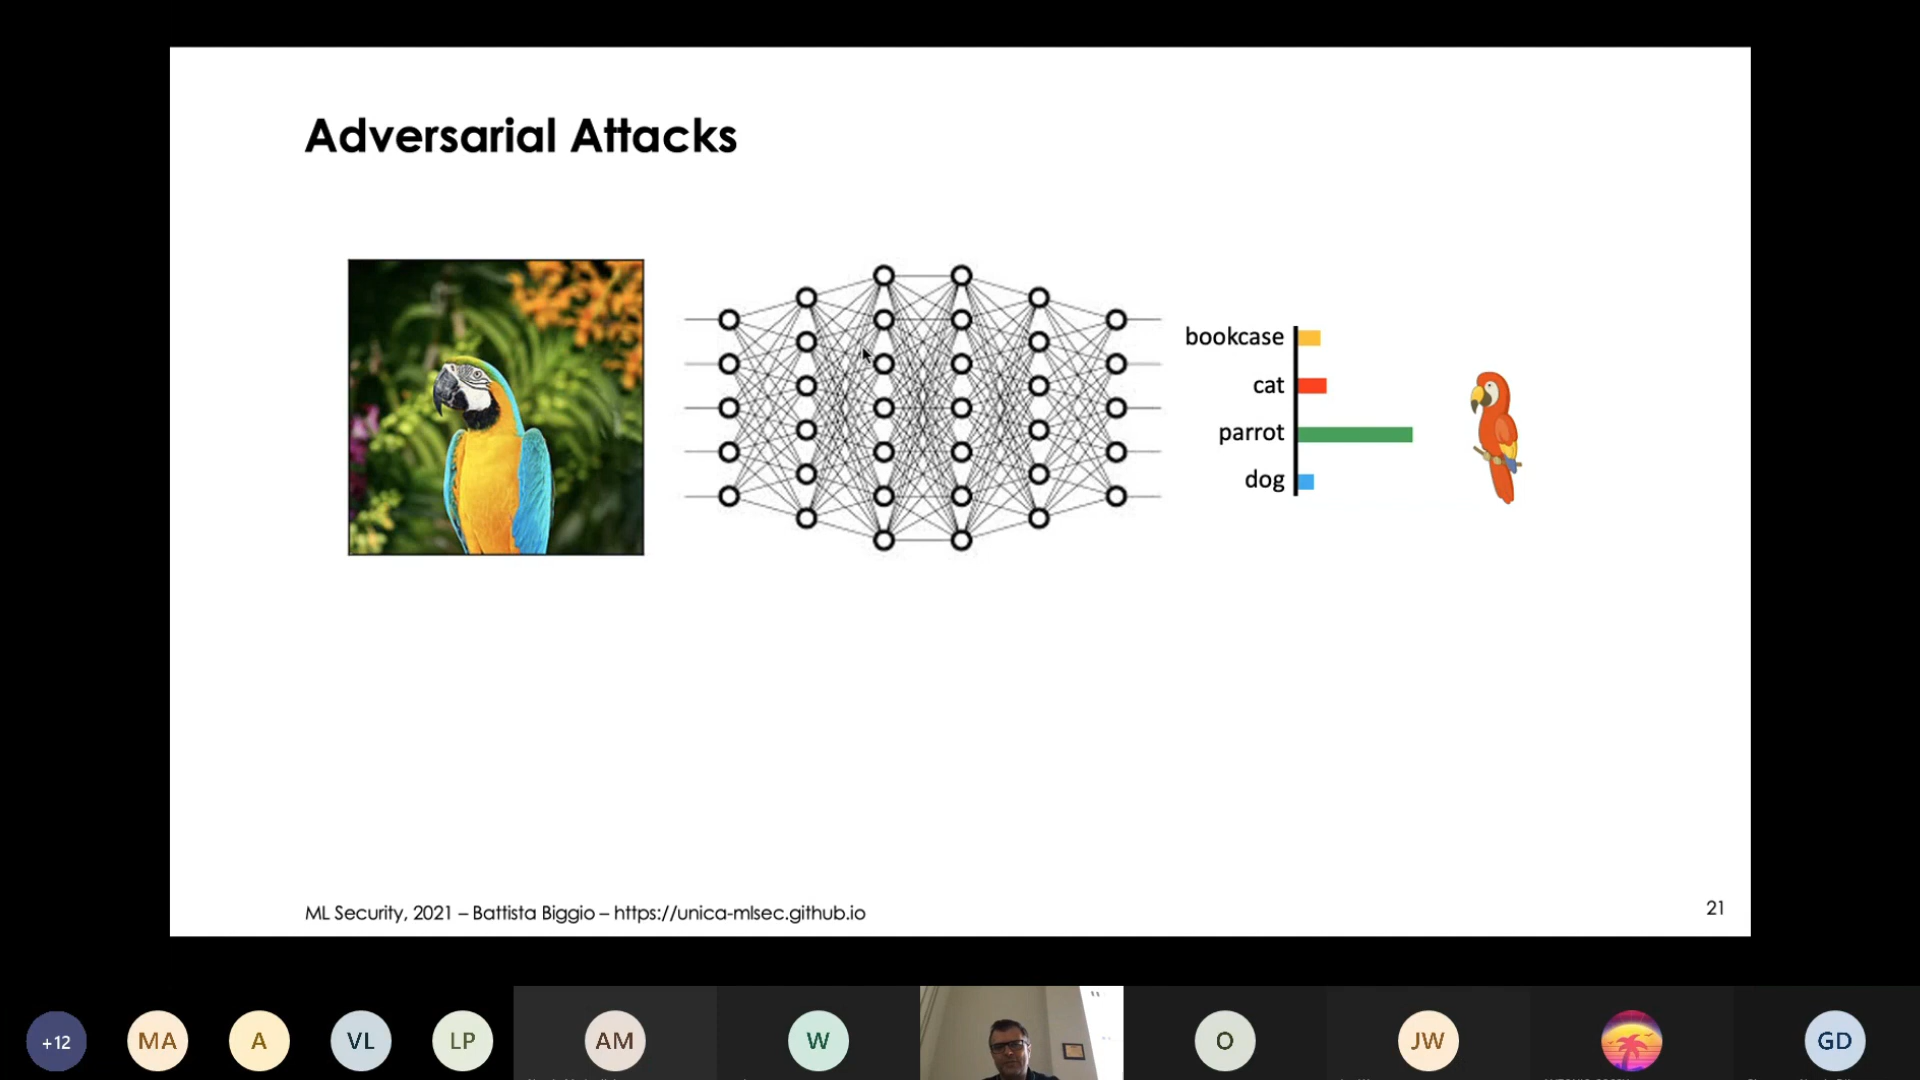 Adversarial Attacks
bookcase
cat
parrot
dog
ML Security, 2021 – Battista Biggio – https://unica-mlsec.github.io
21
+12
MA
A
VL
LP
AM
W
O
JW
GD